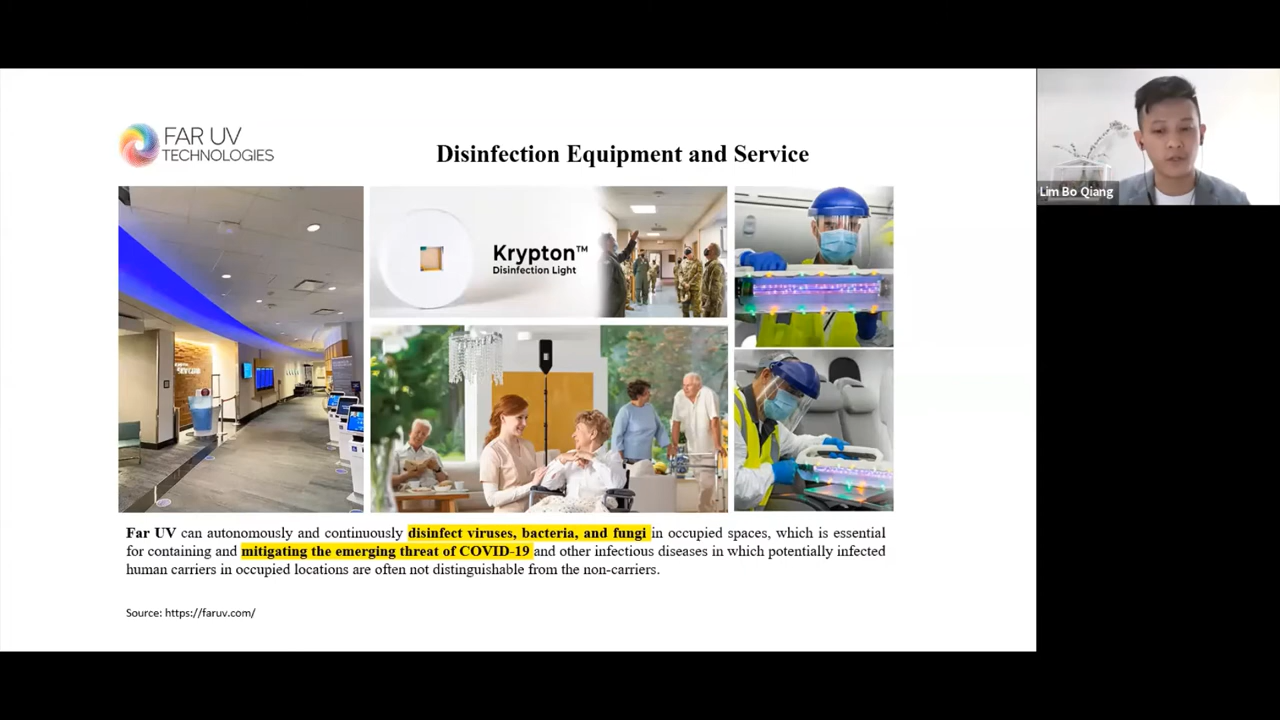 FAR UV
TECHNOLOGIES
Disinfection Equipment and Service
Krypton™
Disinfection Light
Far UV can autonomously and continuously disinfect viruses, bacteria, and fungi in occupied spaces, which is essential
for containing and mitigating the emerging threat of COVID-19 and other infectious diseases in which potentially infected
human carriers in occupied locations are often not distinguishable from the non-carriers.
Source: https://faruv.com/
Lim Bo Qiang